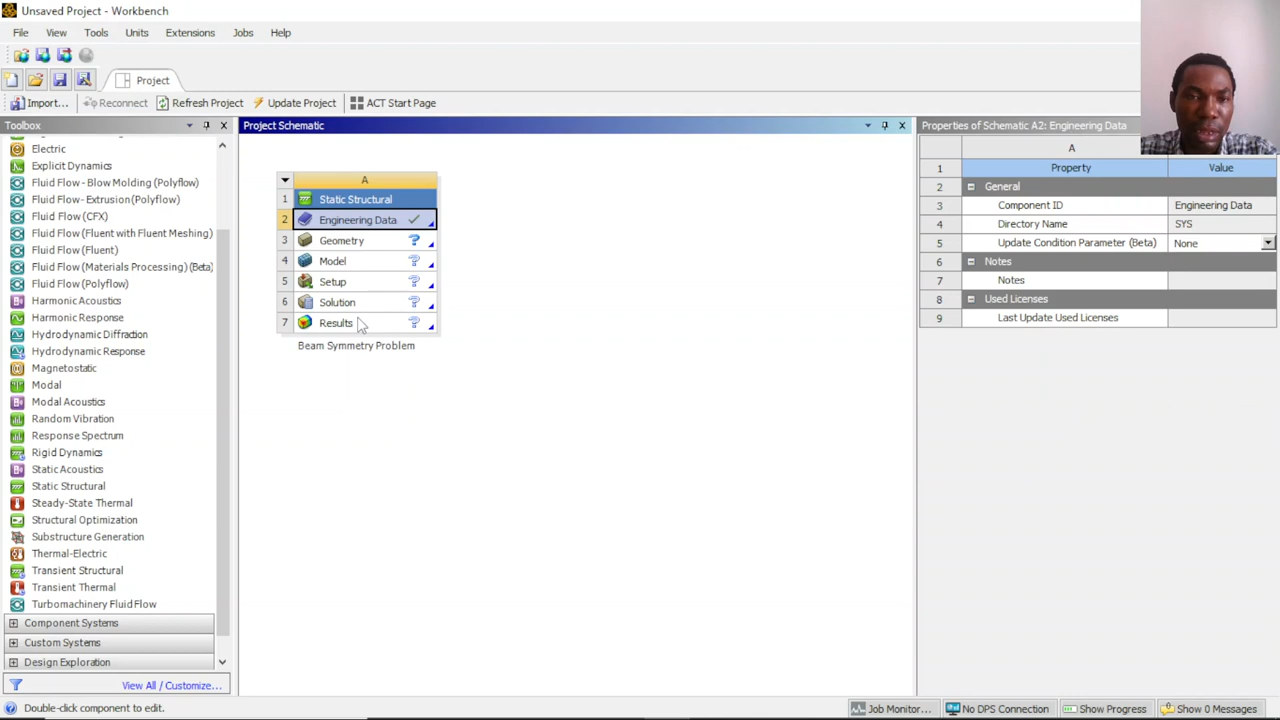 Unsaved Project - Workbench
File View Tools Units Extensions Jobs Help
Project
Import... Reconnect Refresh Project Update Project ACT Start Page
Toolbox
Electric
Explicit Dynamics
Fluid Flow - Blow Molding (Polyflow)
Fluid Flow- Extrusion (Polyflow)
Fluid Flow (CFX)
Fluid Flow (Fluent with Fluent Meshing)
Fluid Flow (Fluent)
Fluid Flow (Materials Processing) (Beta)
Fluid Flow (Polyflow)
Harmonic Acoustics
Harmonic Response
Hydrodynamic Diffraction
Hydrodynamic Response
Magnetostatic
Modal
Modal Acoustics
Random Vibration
Response Spectrum
Rigid Dynamics
Static Acoustics
Static Structural
Steady-State Thermal
Structural Optimization
Substructure Generation
Thermal-Electric
Transient Structural
Transient Thermal
Turbomachinery Fluid Flow
Component Systems
Custom Systems
Design Exploration
View All / Customize...
Project Schematic
A
1 Static Structural
2 Engineering Data
3 Geometry ?
4 Model ?
5 Setup ?
6 Solution ?
7 Results ?
Beam Symmetry Problem
Properties of Schematic A2: Engineering Data
A
1 Property Value
2 General
3 Component ID Engineering Data
4 Directory Name SYS
5 Update Condition Parameter (Beta) None
6 Notes
7 Notes
8 Used Licenses
9 Last Update Used Licenses
Double-click component to edit.
Job Monitor... No DPS Connection Show Progress Show 0 Messages